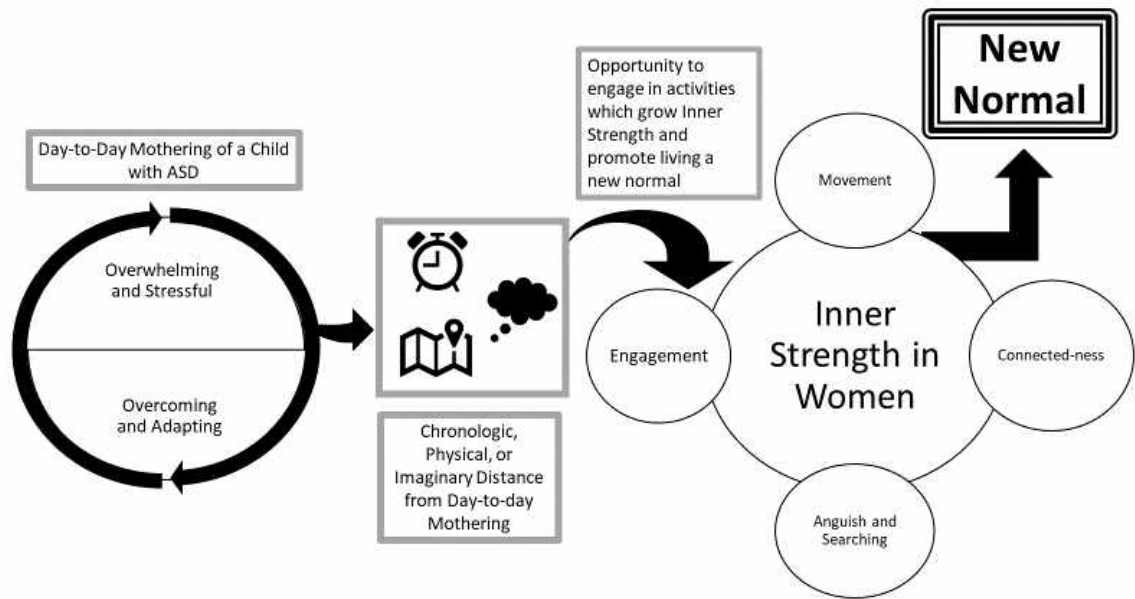 Day-to-Day Mothering of a Child
with ASD
Overwhelming
and Stressful
Overcoming
and Adapting
Chronologic,
Physical, or
Imaginary Distance
from Day-to-day
Mothering
Opportunity to
engage in activities
which grow Inner
Strength and
promote living a
new normal
Engagement
Movement
Inner
Strength in
Women
Connected-ness
Anguish and
Searching
New
Normal